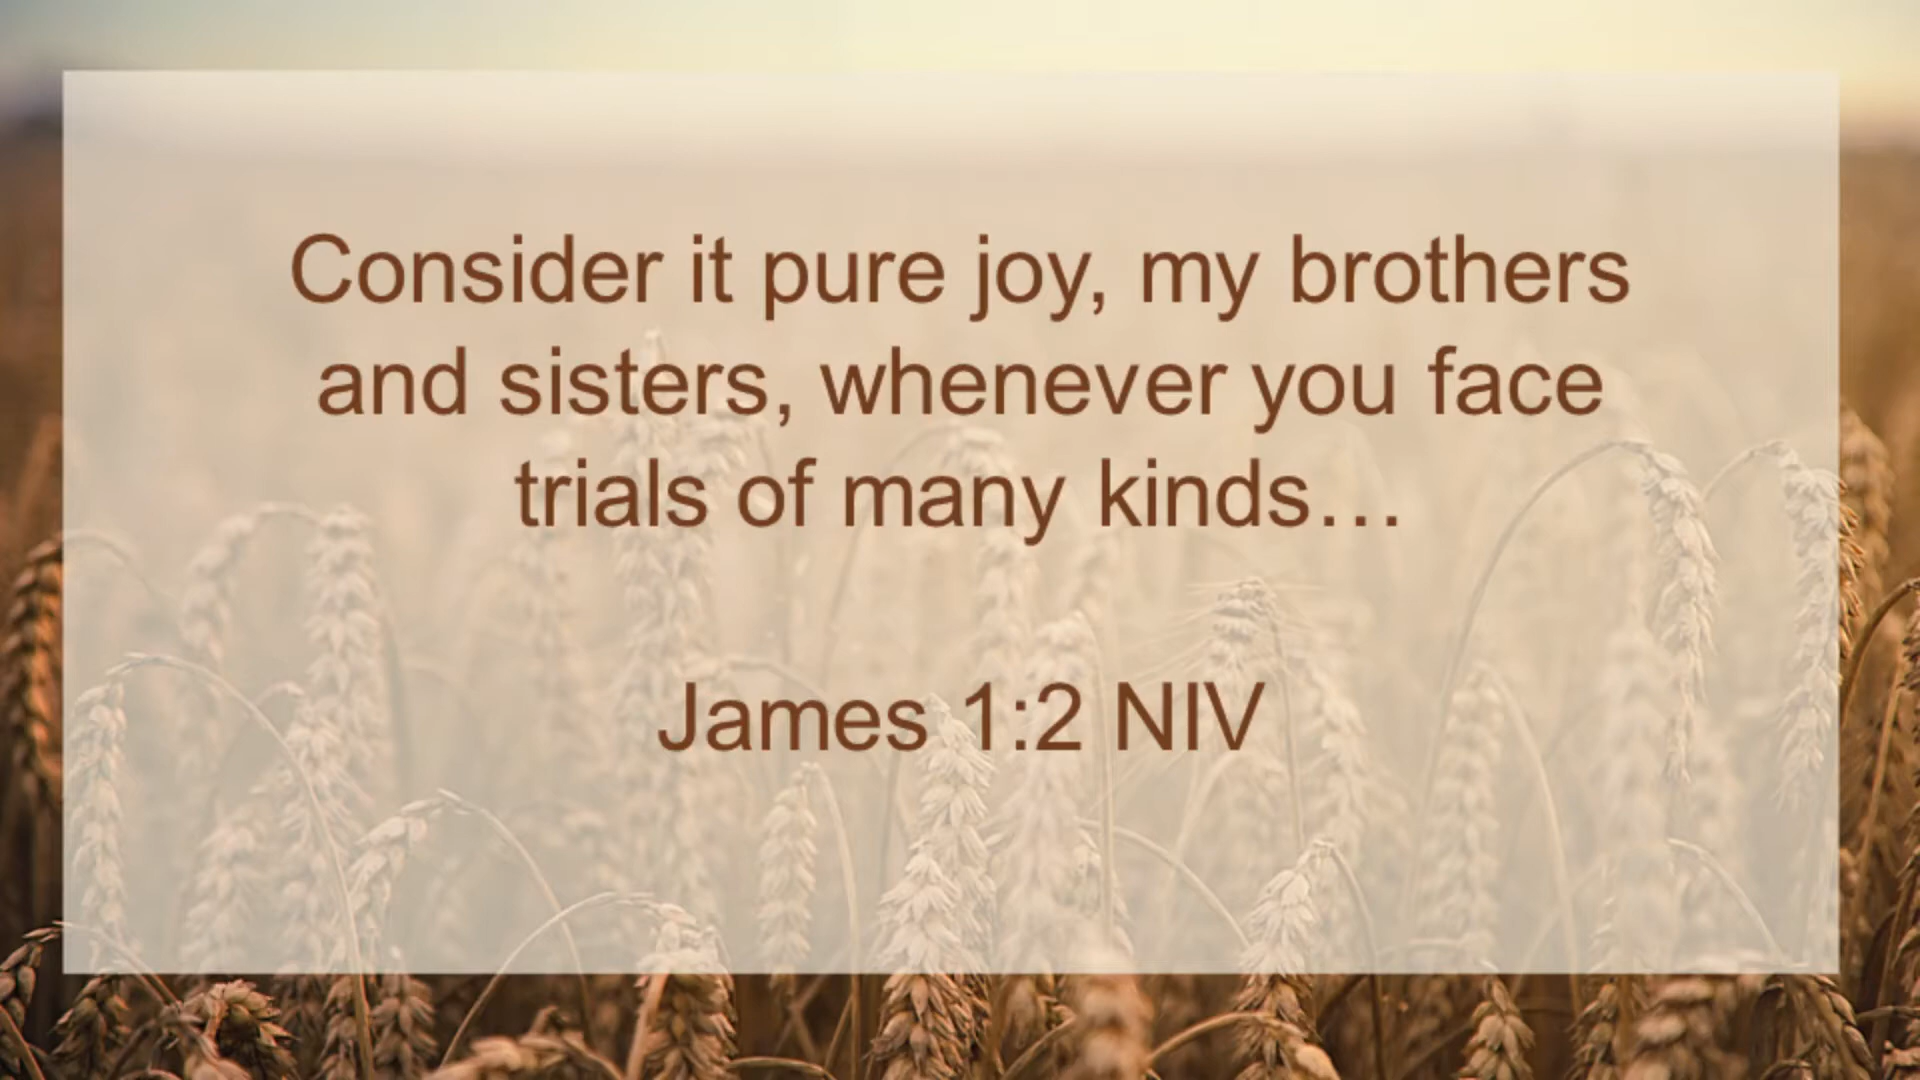 Consider it pure joy, my brothers
and sisters, whenever you face
trials of many kinds…
James 1:2 NIV